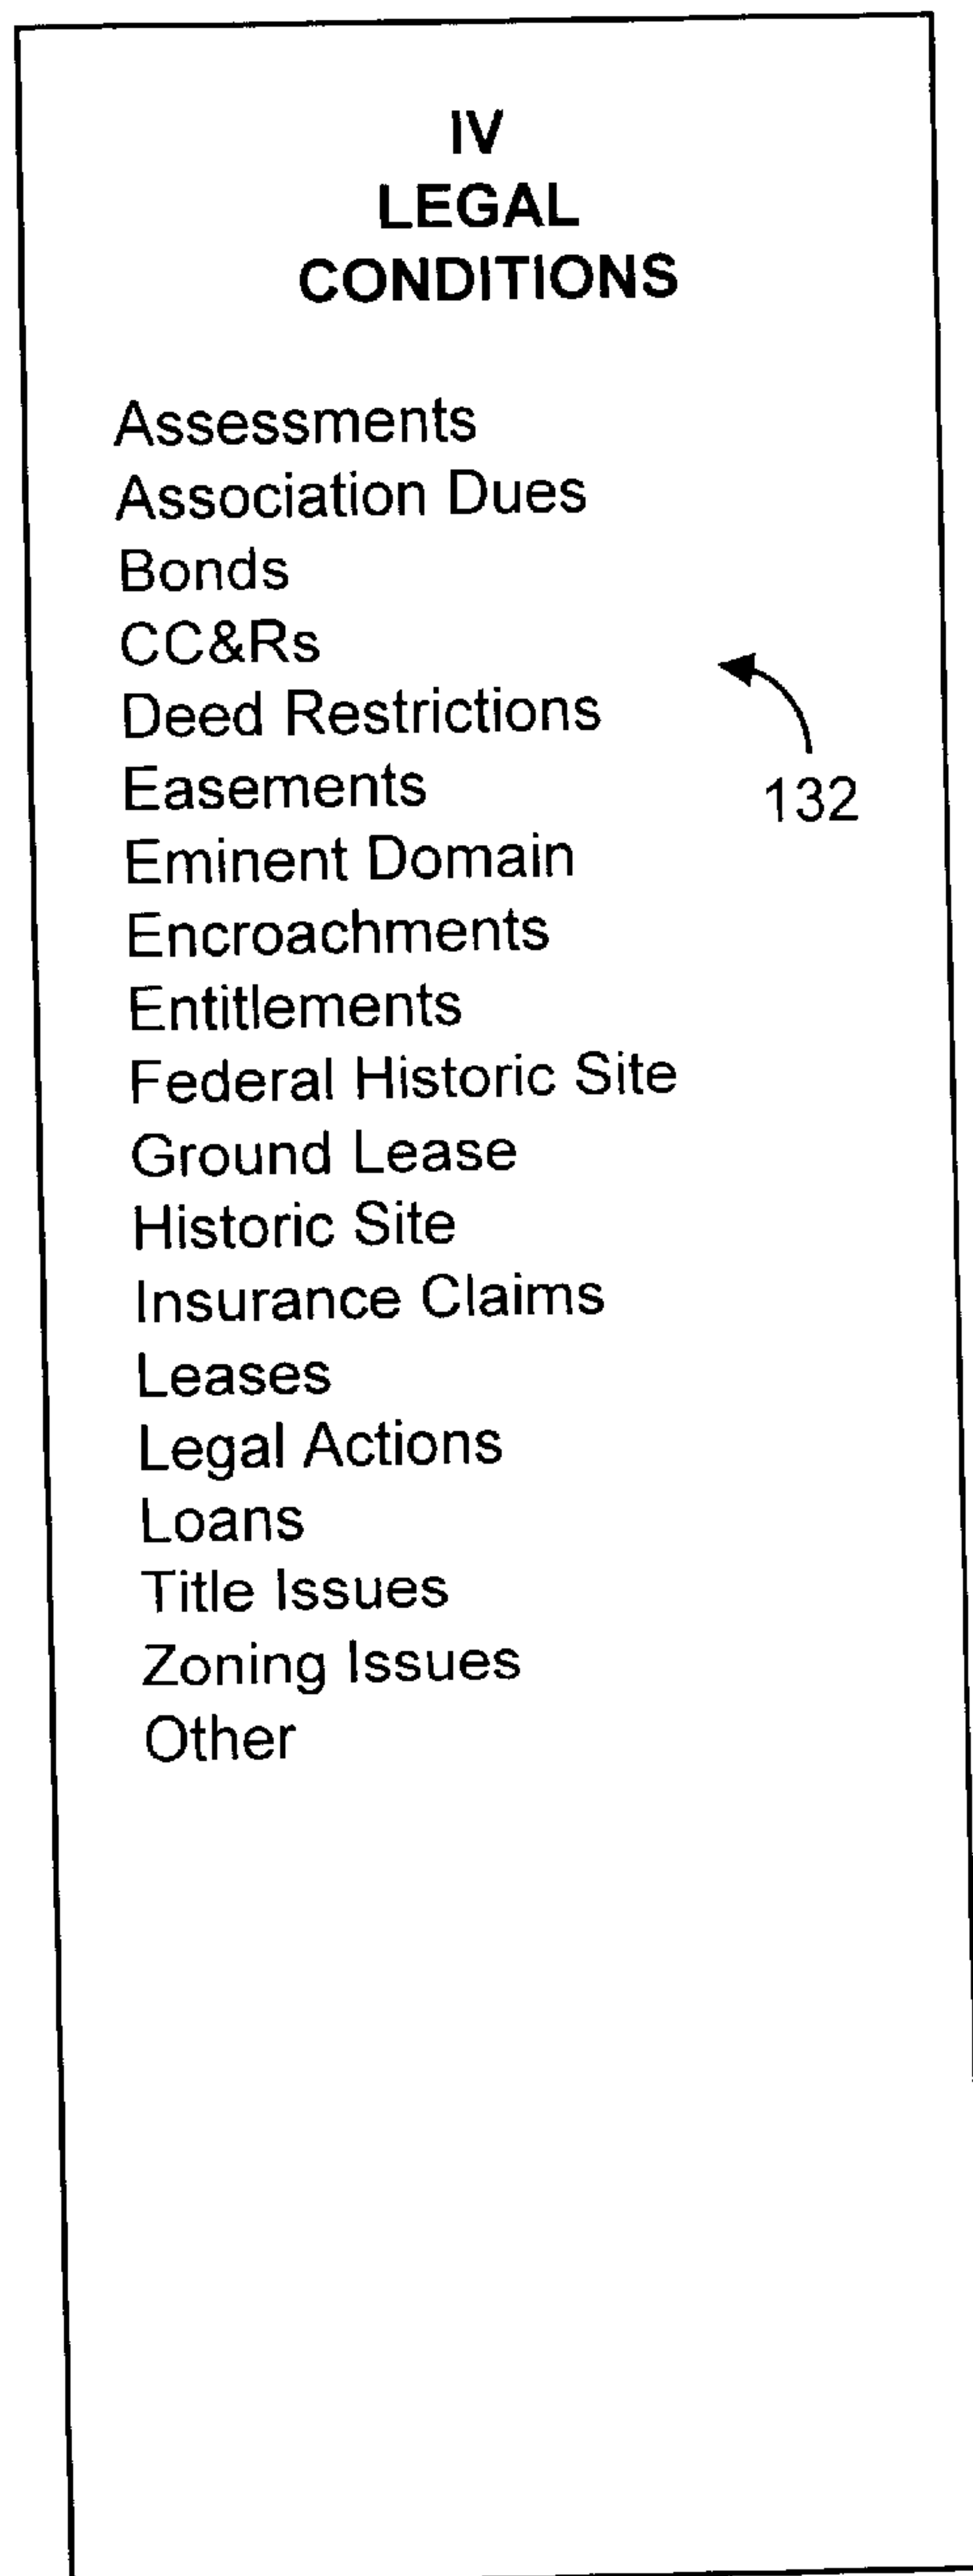 IV
LEGAL
CONDITIONS
Assessments
Association Dues
Bonds
CC&Rs
Deed Restrictions
Easements
132
Eminent Domain
Encroachments
Entitlements
Federal Historic Site
Ground Lease
Historic Site
Insurance Claims
Leases
Legal Actions
Loans
Title Issues
Zoning Issues
Other